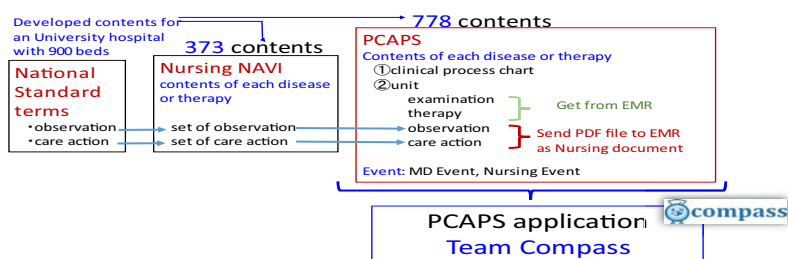 Developed contents for
an University hospital
with 900 beds
778 contents
373 contents
National
Standard
terms
・observation
・care action
Nursing NAVI
contents of each disease
or therapy
set of observation
set of care action
PCAPS
Contents of each disease or therapy
①clinical process chart
②unit
examination
therapy
observation
care action
Get from EMR
Send PDF file to EMR
as Nursing document
Event: MD Event, Nursing Event
PCAPS application
Team Compass
compass